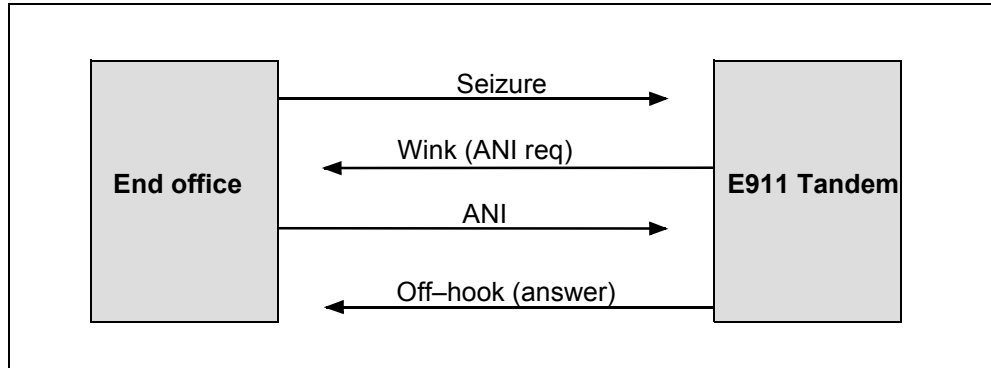 Seizure
Wink (ANI req)
End office
E911 Tandem
ANI
Off–hook (answer)